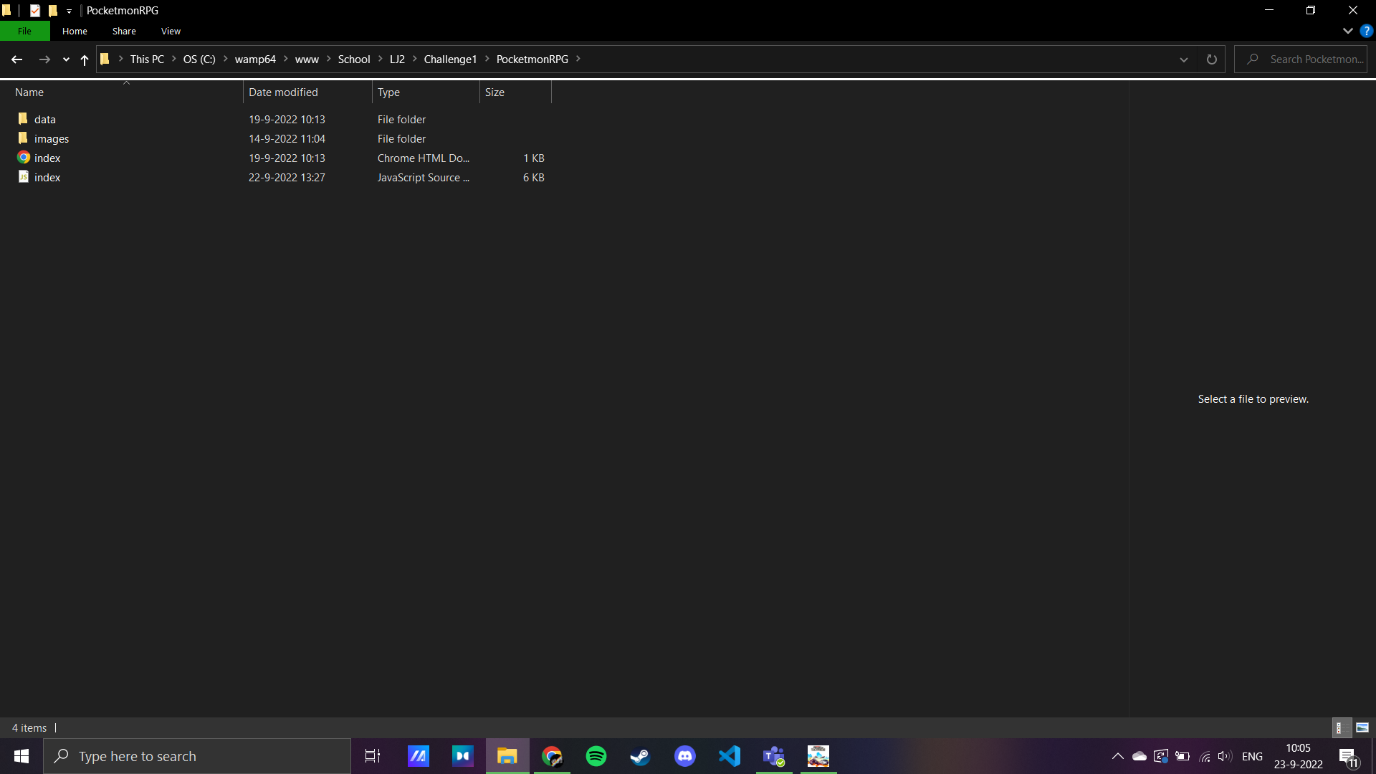 PocketmonRPG
File Home Share View
This PC OS (C:) wamp64 www School LJ2 Challenge1 PocketmonRPG
Search Pocketmon...
Name Date modified Type Size
data 19-9-2022 10:13 File folder
images 14-9-2022 11:04 File folder
index 19-9-2022 10:13 Chrome HTML Do... 1 KB
index 22-9-2022 13:27 JavaScript Source ... 6 KB
Select a file to preview.
4 items
Type here to search
ENG
10:05
23-9-2022
11